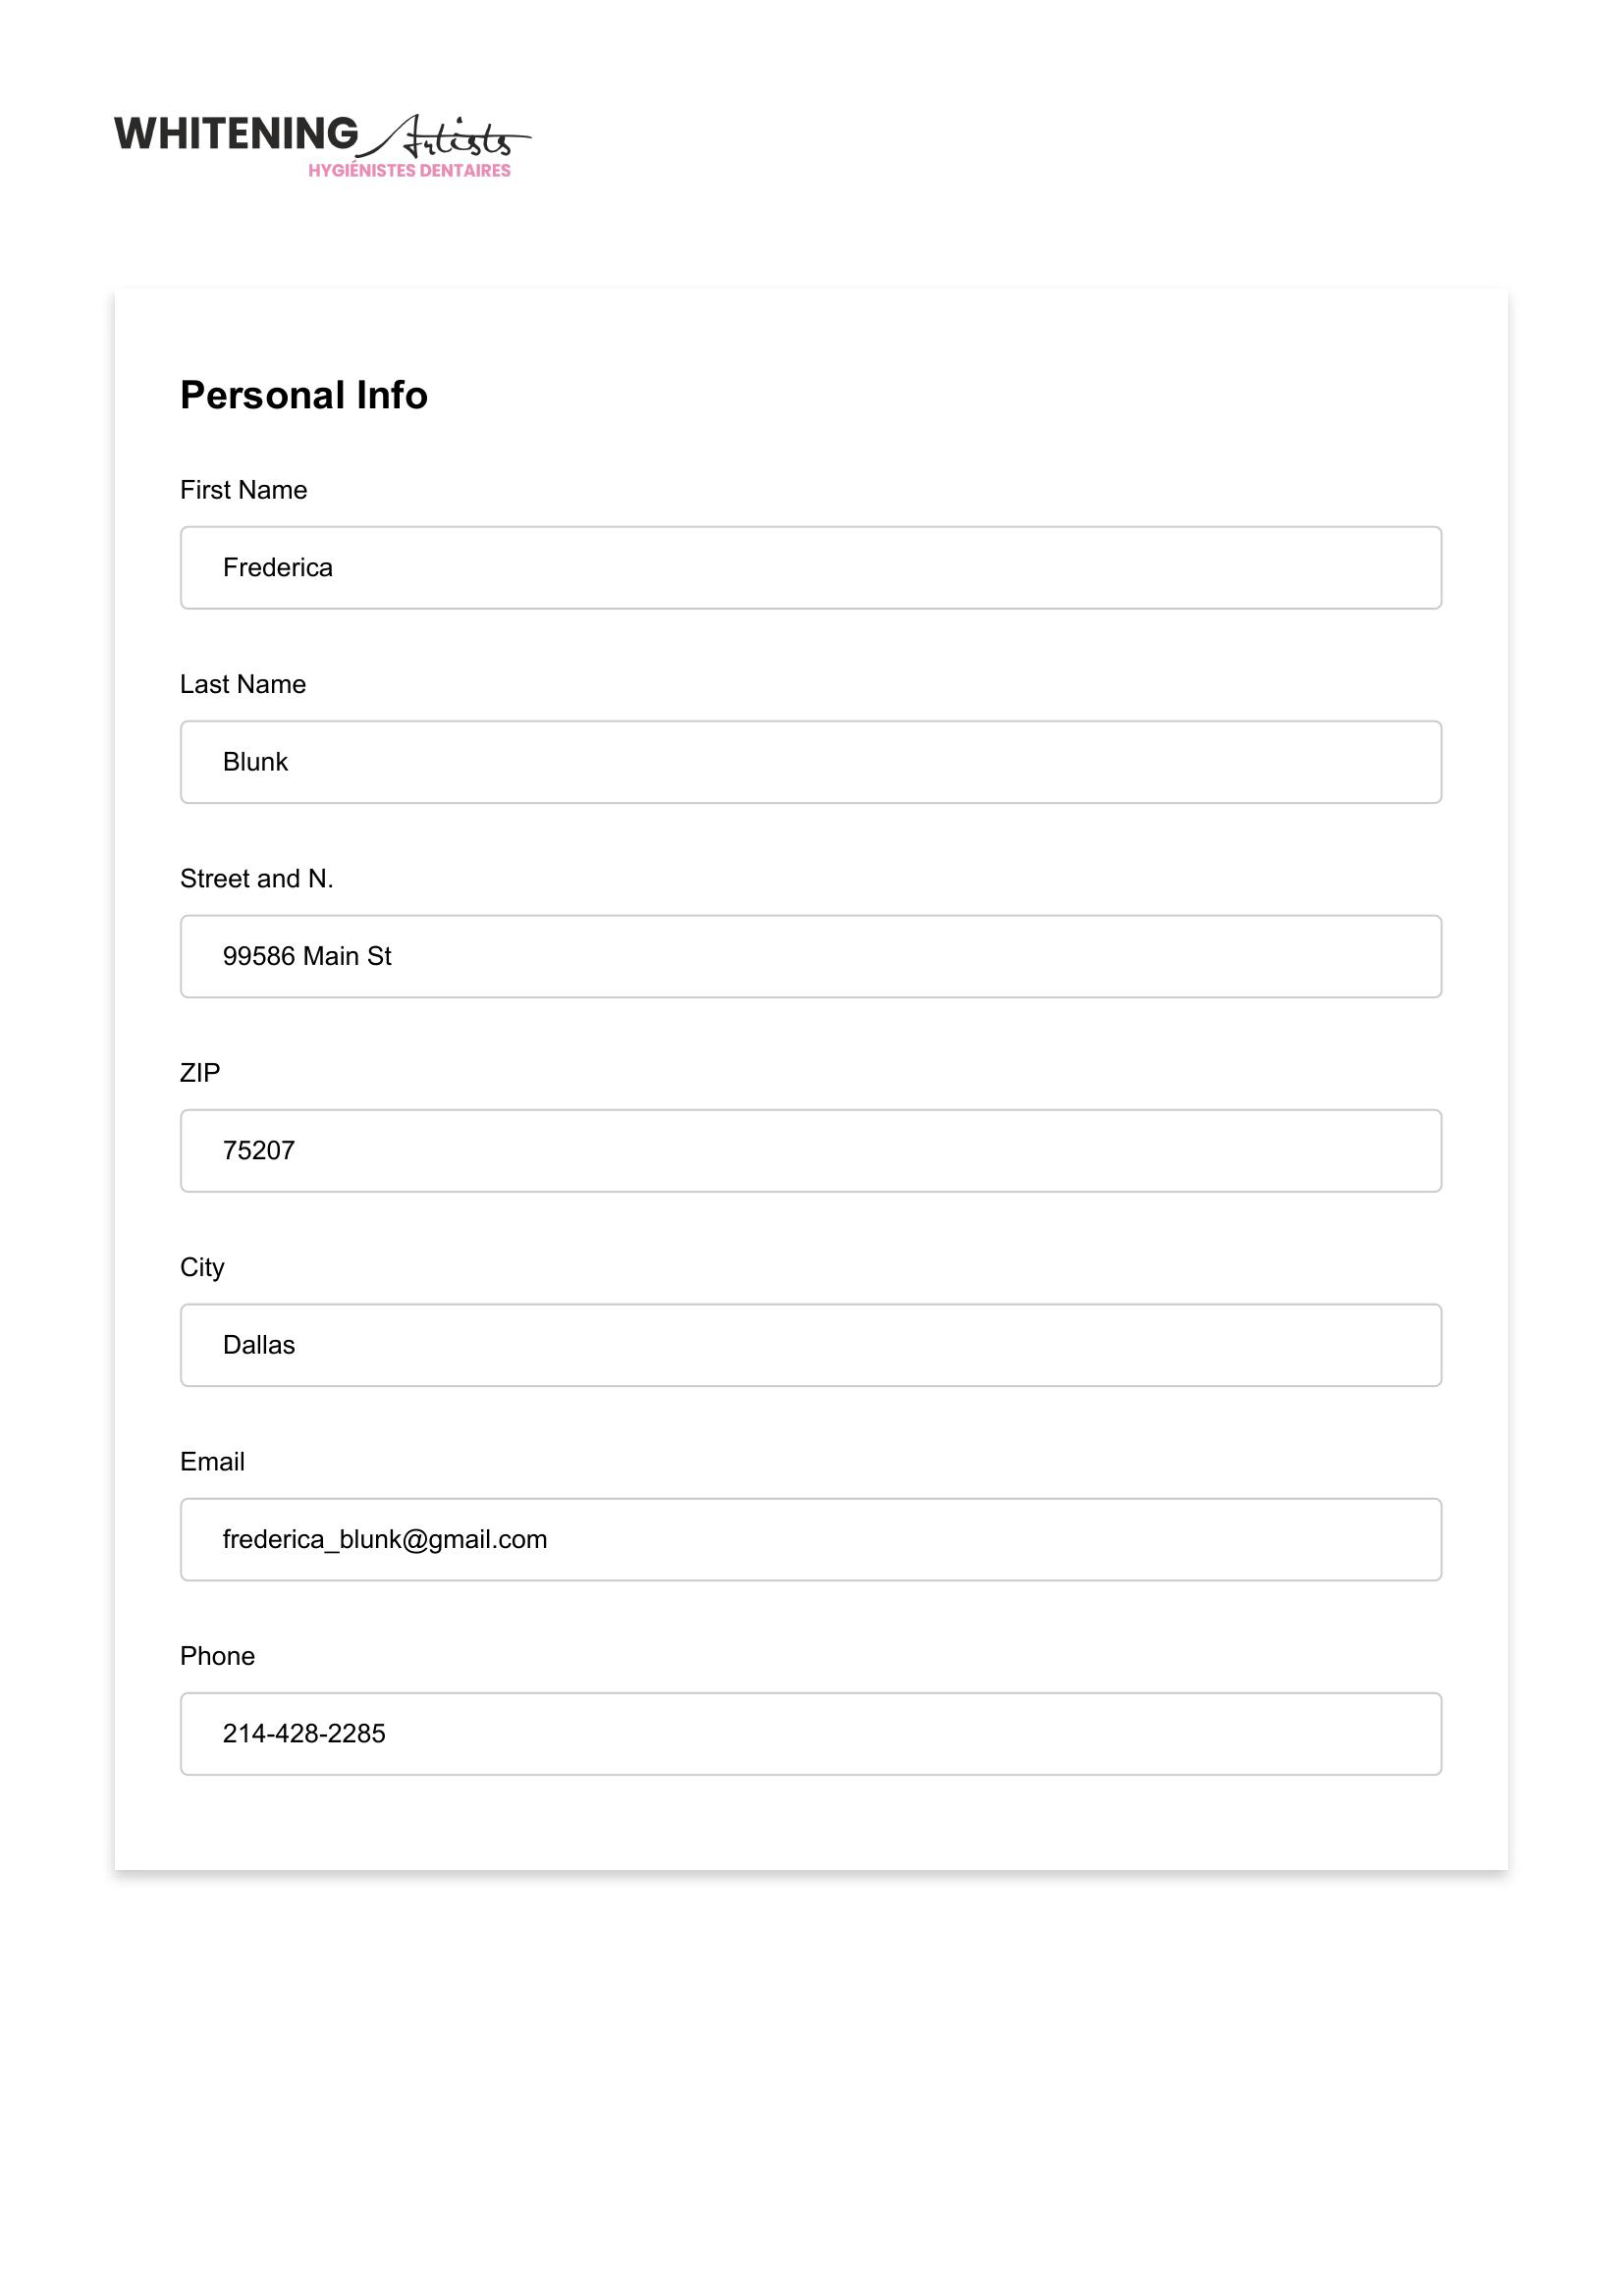 WHITENING Artists
HYGIÉNISTES DENTAIRES
Personal Info
First Name
Frederica
Last Name
Blunk
Street and N.
99586 Main St
ZIP
75207
City
Dallas
Email
frederica_blunk@gmail.com
Phone
214-428-2285